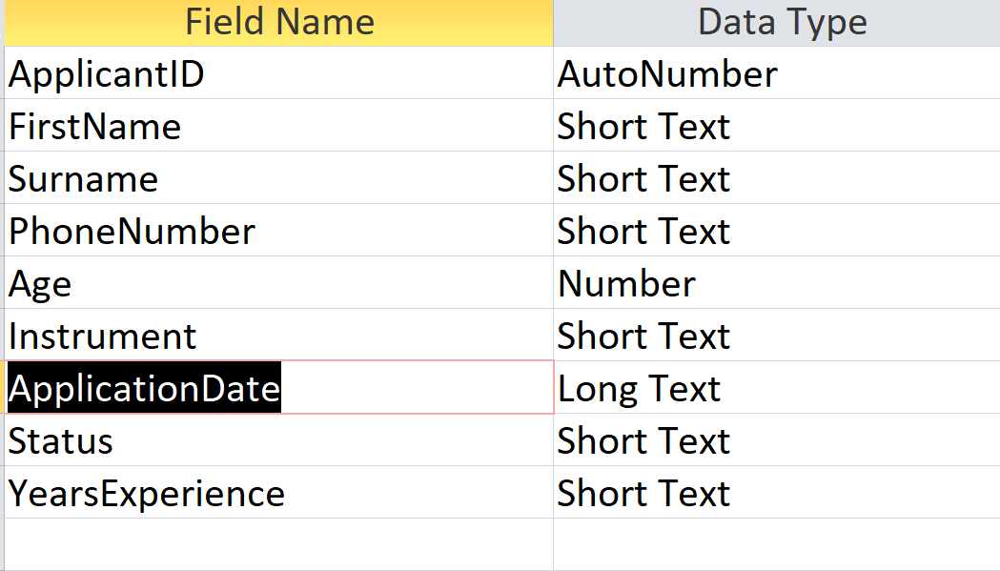 Field Name Data Type
ApplicantID AutoNumber
FirstName Short Text
Surname Short Text
PhoneNumber Short Text
Age Number
Instrument Short Text
ApplicationDate Long Text
Status Short Text
YearsExperience Short Text